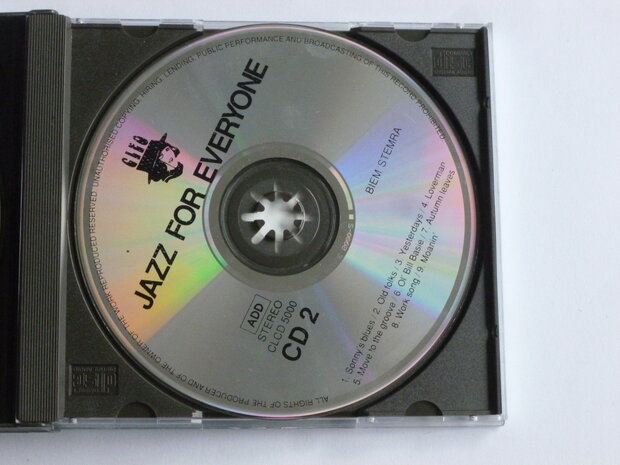 ALL RIGHTS OF THE PRODUCER AND OF THE OWNER OF THE WORK REPRODUCED RESERVED. UNAUTHORISED COPYING, HIRING, LENDING, PUBLIC PERFORMANCE AND BROADCASTING OF THIS RECORD PROHIBITED
CLEO
JAZZ FOR EVERYONE
BIEM STEMRA
ADD
STEREO
CLCD 5000
CD 2
1. Sonny's blues / 2. Old folks / 3. Yesterdays / 4. Loverman
5. Move to the groove / 6. Ol' Bill Basie / 7. Autumn leaves
8. Work song / 9. Moanin'